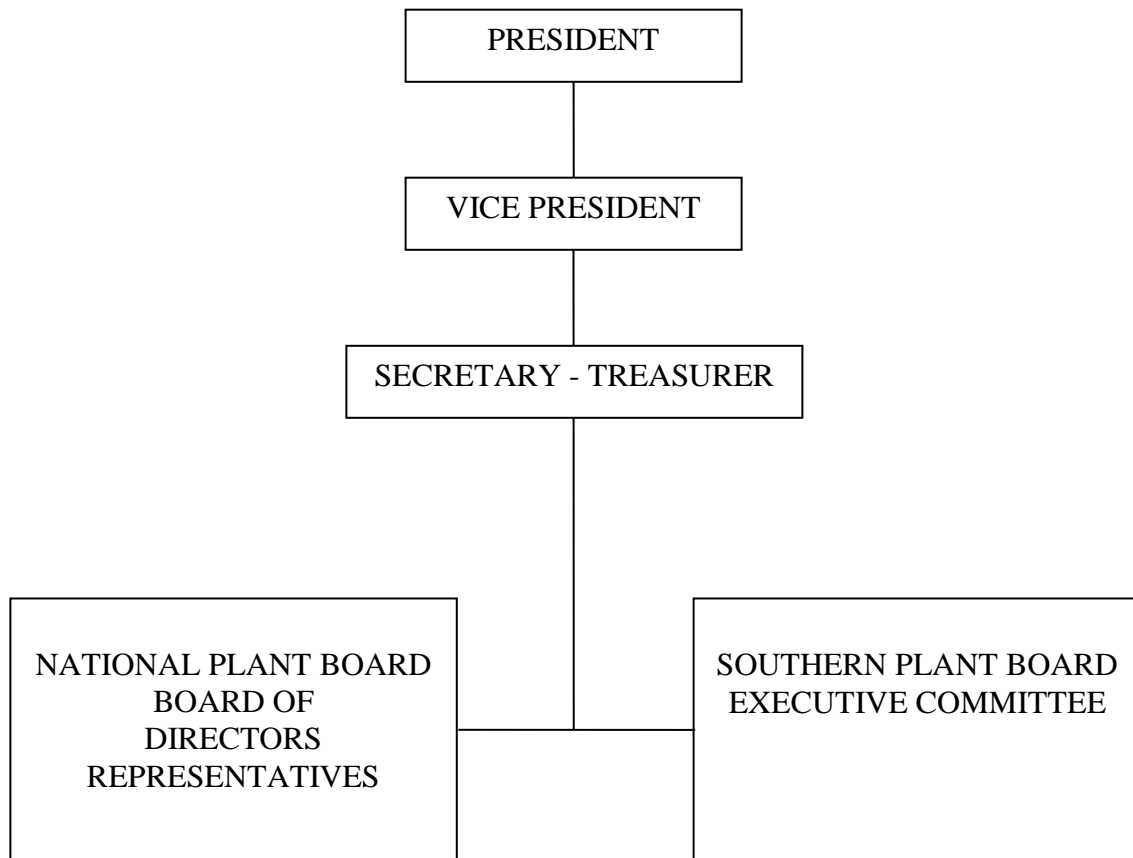 PRESIDENT
VICE PRESIDENT
SECRETARY - TREASURER
NATIONAL PLANT BOARD
BOARD OF
DIRECTORS
REPRESENTATIVES
SOUTHERN PLANT BOARD
EXECUTIVE COMMITTEE